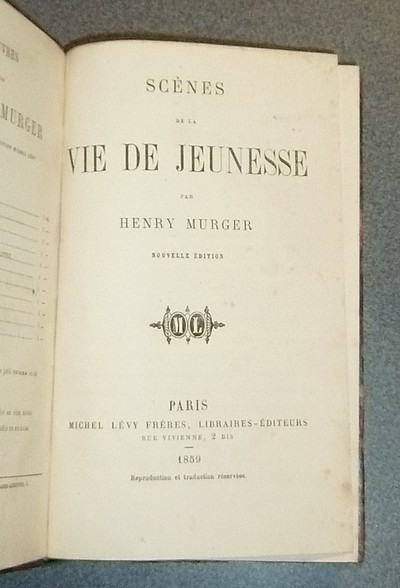 MURGER
SCÈNES
DE LA
VIE DE JEUNESSE
PAR
HENRY MURGER
NOUVELLE ÉDITION
ML
PARIS
MICHEL LÉVY FRÈRES, LIBRAIRES-ÉDITEURS
RUE VIVIENNE, 2 BIS
1859
Reproduction et traduction réservées.